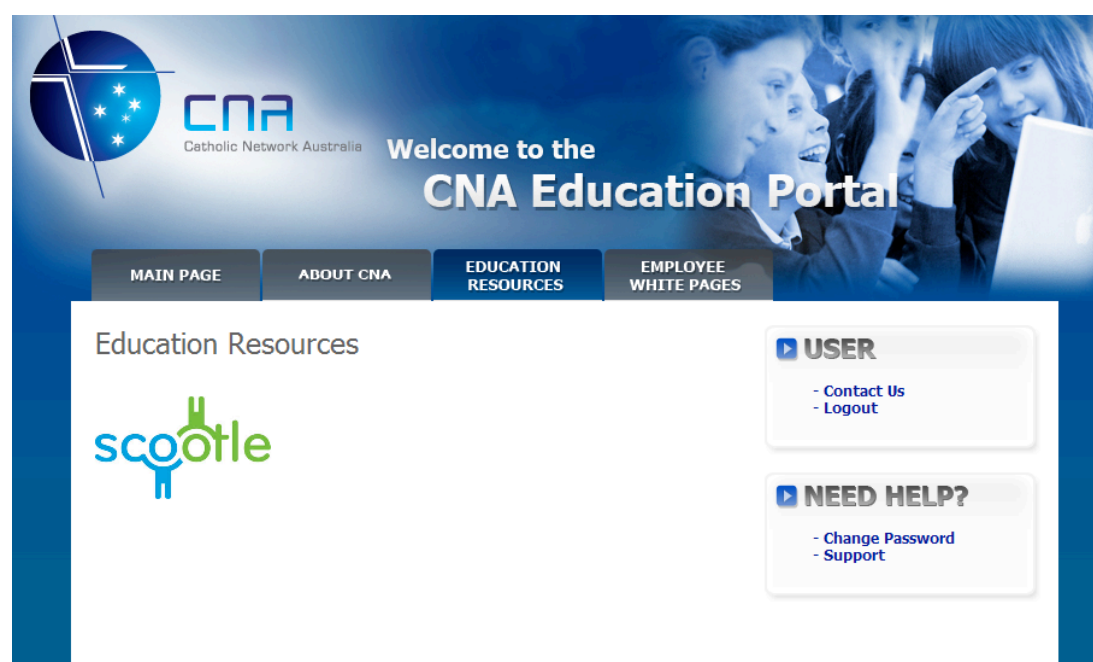 CNA
Catholic Network Australia
Welcome to the
CNA Education Portal
MAIN PAGE
ABOUT CNA
EDUCATION
RESOURCES
EMPLOYEE
WHITE PAGES
Education Resources
scootle
USER
- Contact Us
- Logout
NEED HELP?
- Change Password
- Support